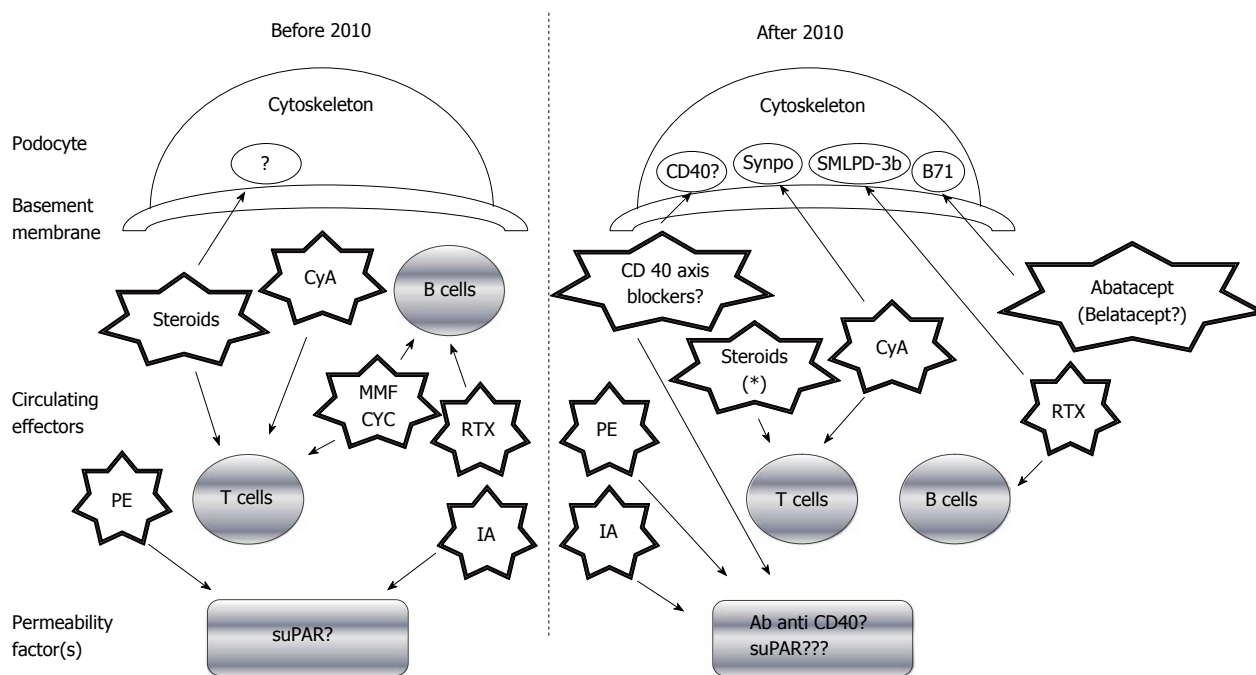 Before 2010
After 2010
Podocyte
Basement
membrane
Circulating
effectors
Permeability
factor(s)
Cytoskeleton
?
Steroids
CyA
B cells
MMF
CYC
RTX
PE
T cells
IA
suPAR?
Cytoskeleton
CD40?
Synpo
SMLPD-3b
B71
CD 40 axis
blockers?
Abatacept
(Belatacept?)
Steroids
(*)
CyA
RTX
PE
T cells
B cells
IA
Ab anti CD40?
suPAR???